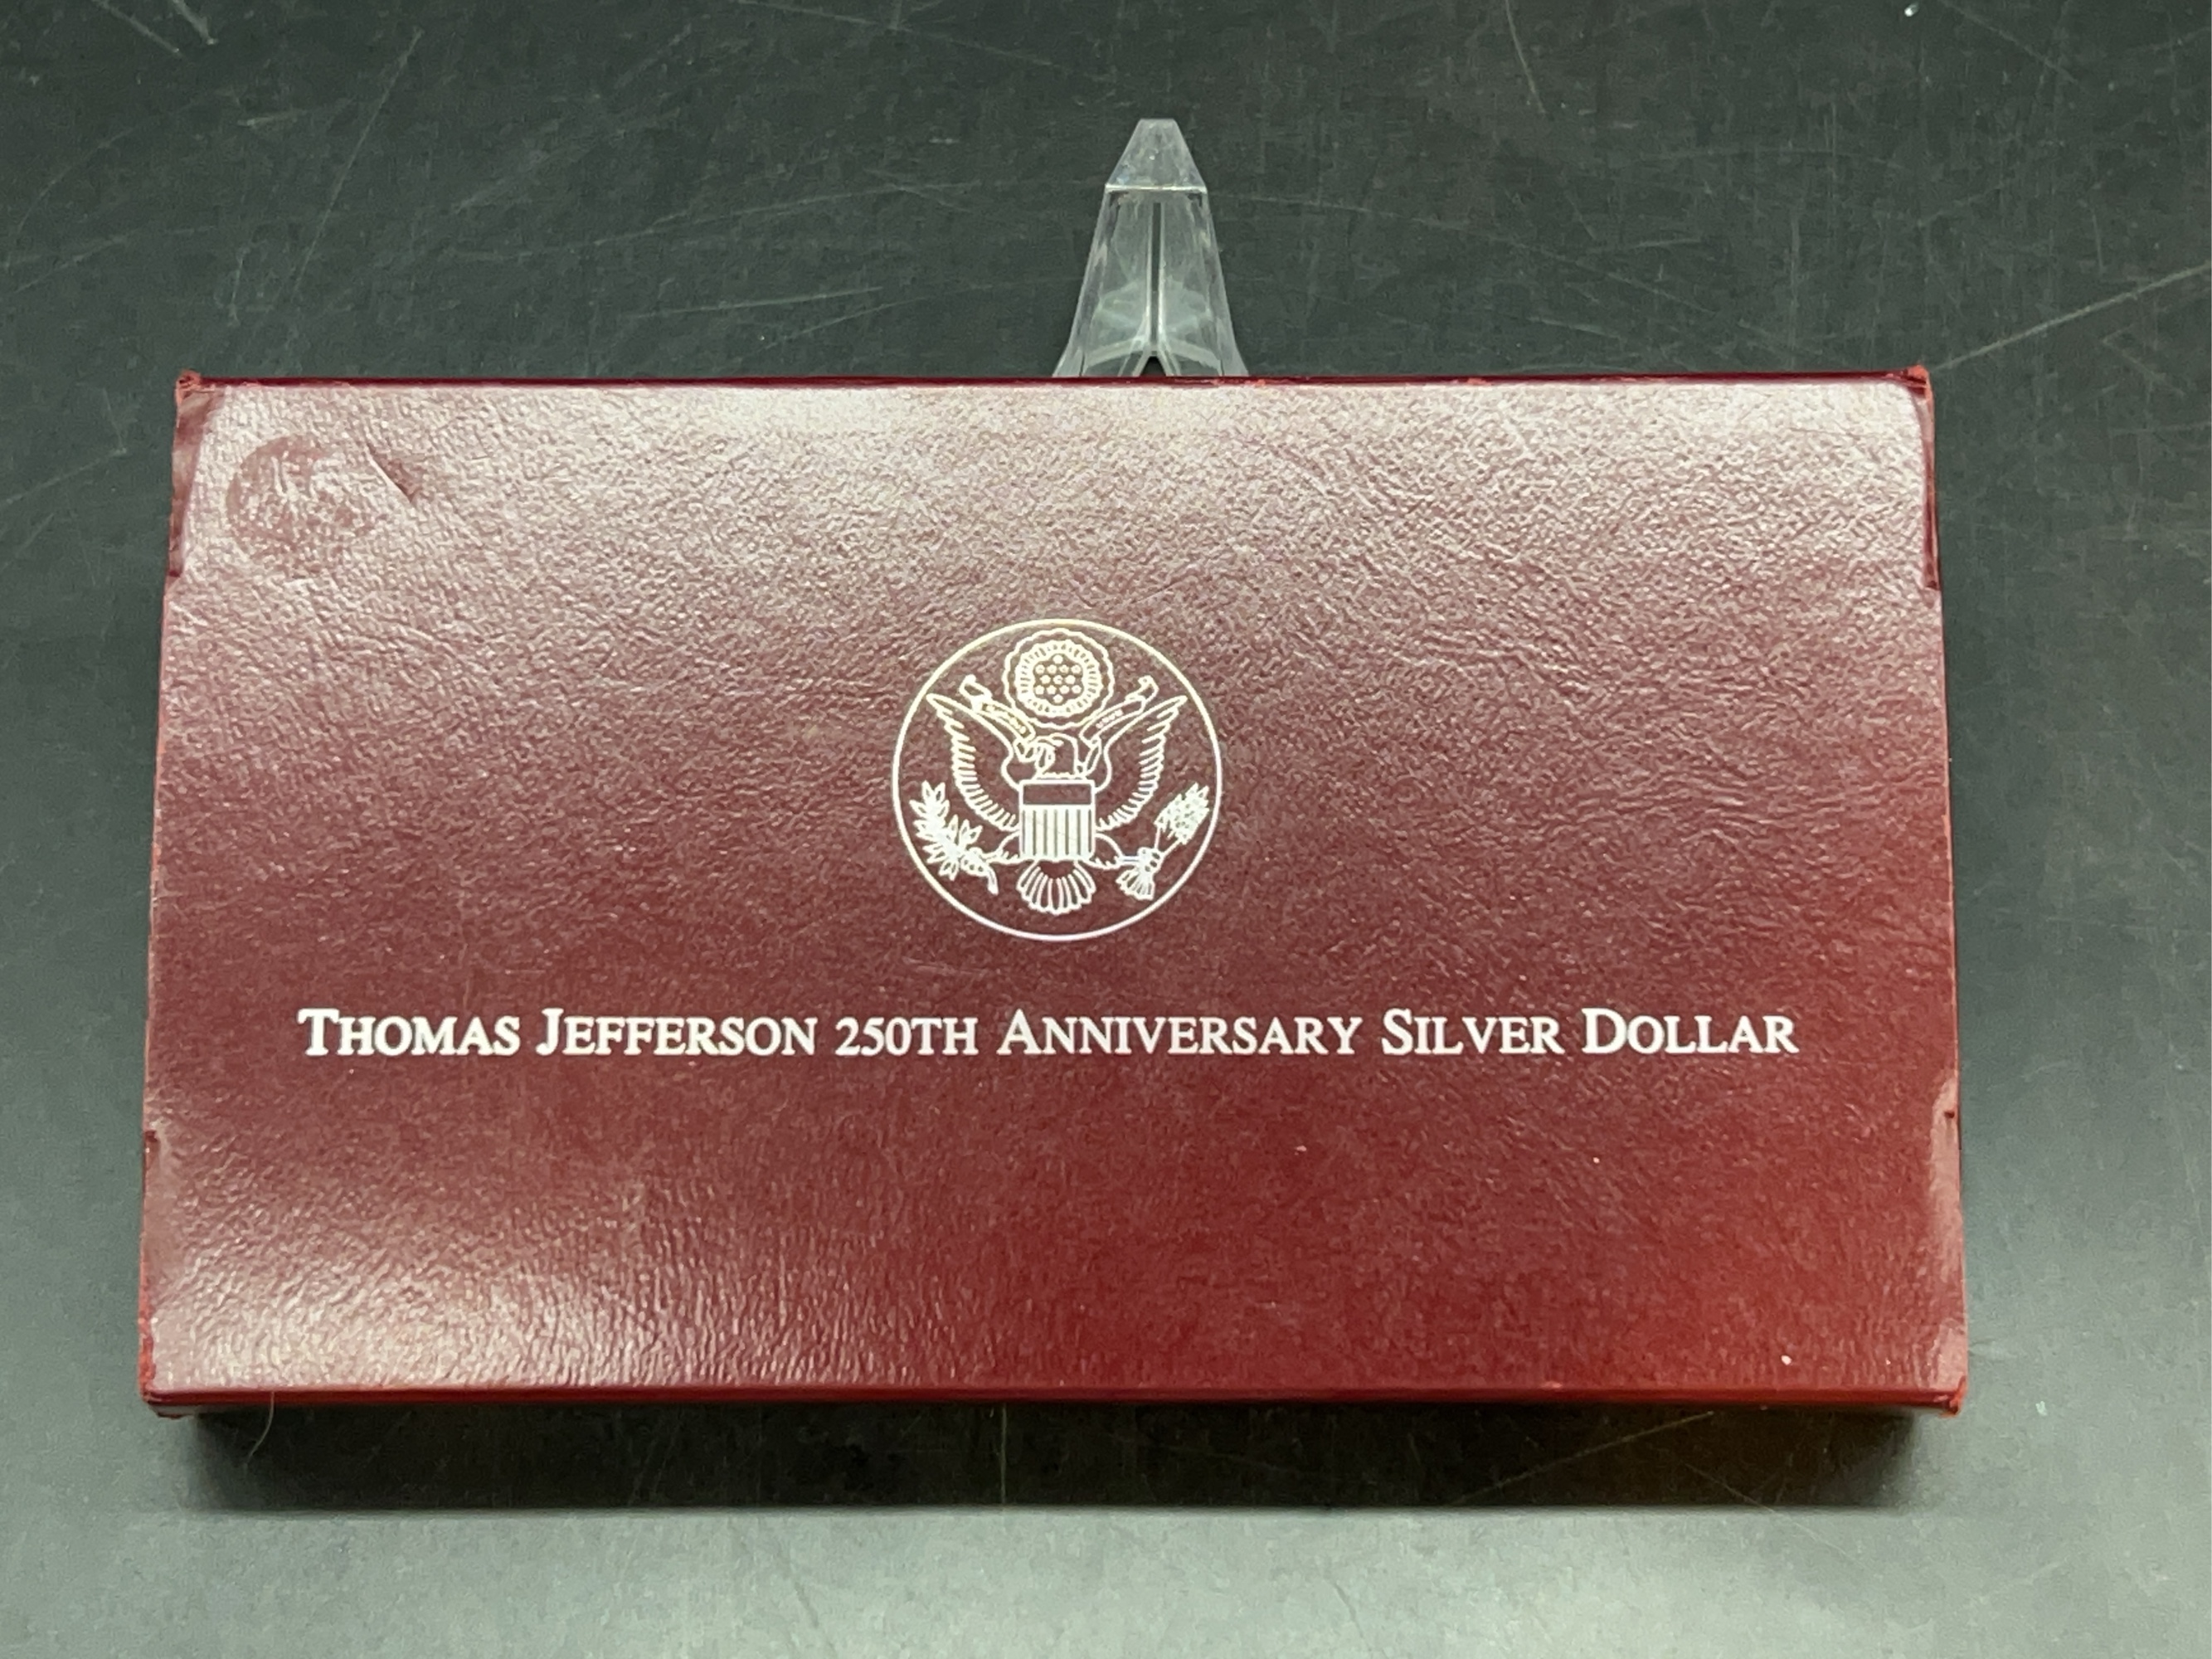 THOMAS JEFFERSON 250TH ANNIVERSARY SILVER DOLLAR